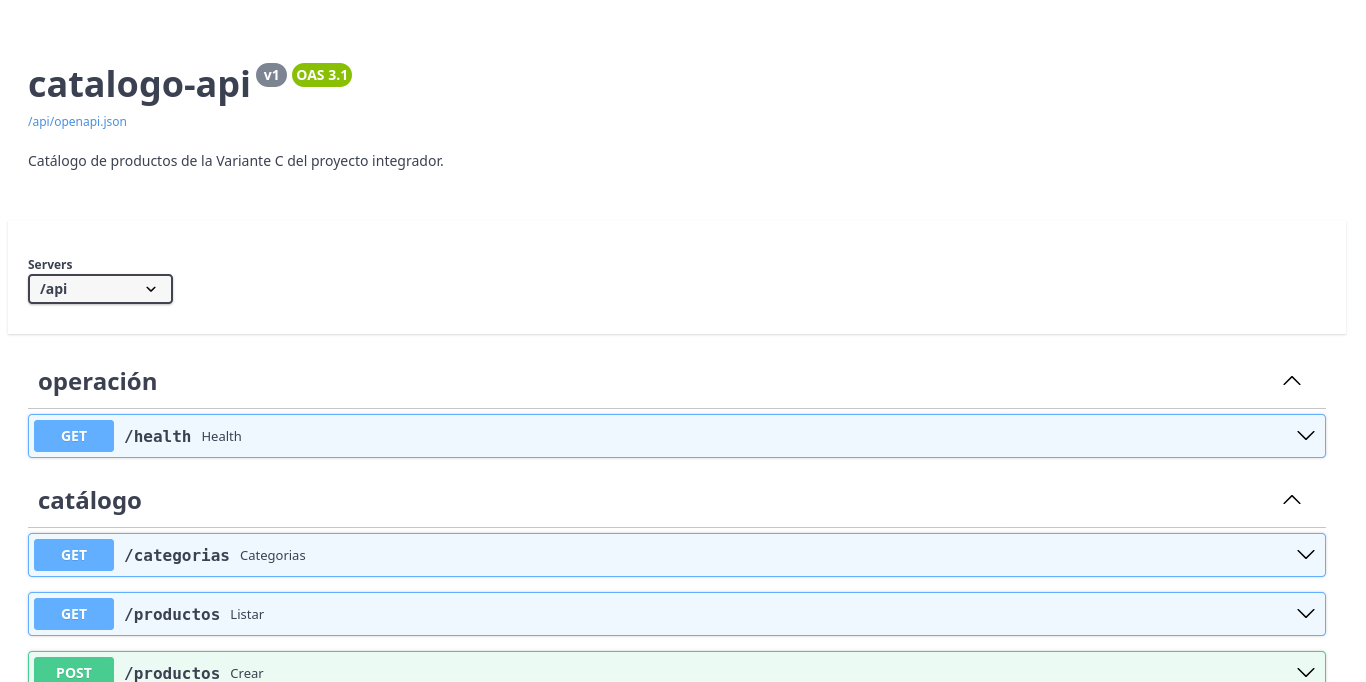 catalogo-api v1 OAS 3.1
/api/openapi.json
Catálogo de productos de la Variante C del proyecto integrador.
Servers
/api
operación
GET /health Health
catálogo
GET /categorias Categorias
GET /productos Listar
POST /productos Crear